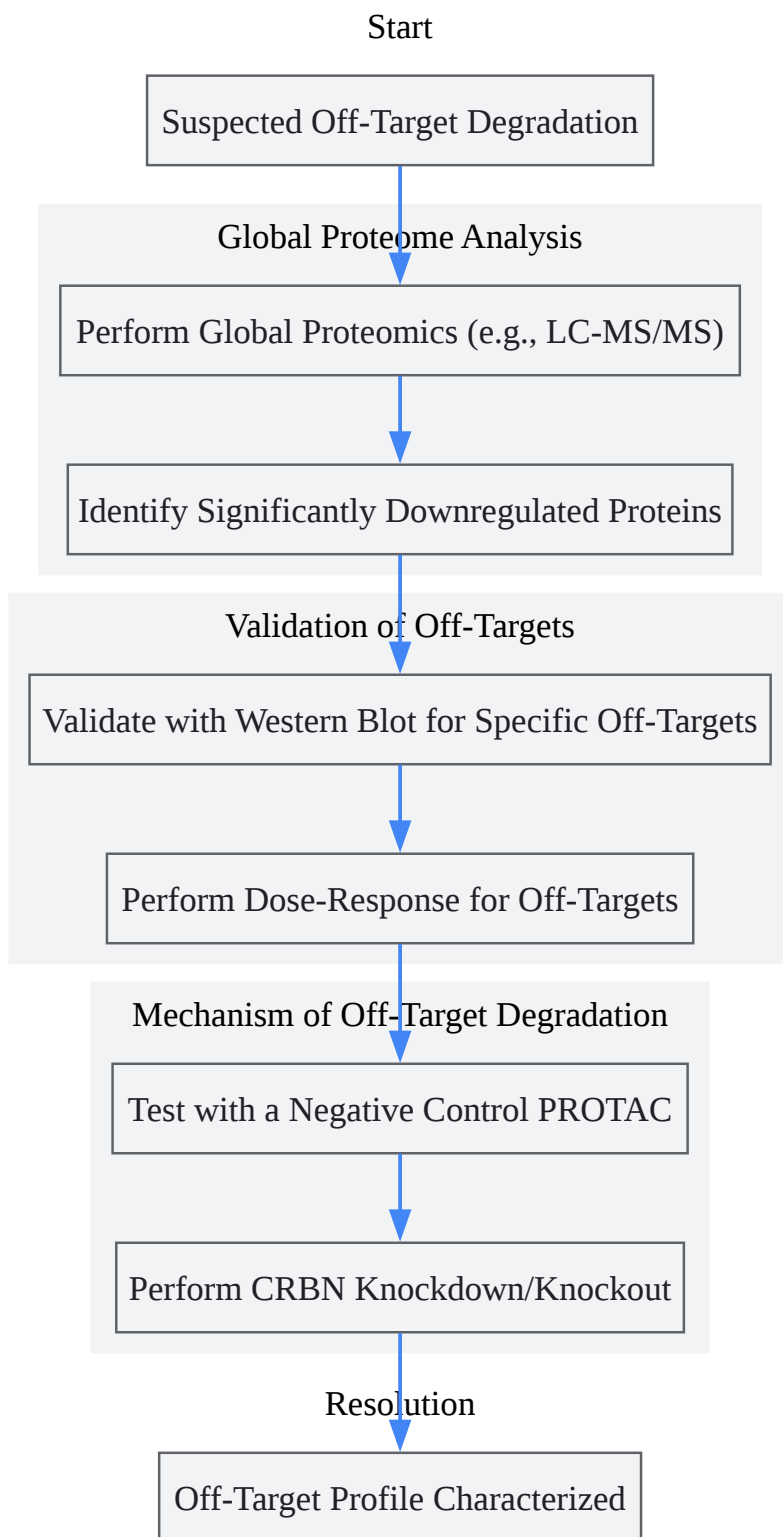 Start
Suspected Off-Target Degradation
Global Proteome Analysis
Perform Global Proteomics (e.g., LC-MS/MS)
Identify Significantly Downregulated Proteins
Validation of Off-Targets
Validate with Western Blot for Specific Off-Targets
Perform Dose-Response for Off-Targets
Mechanism of Off-Target Degradation
Test with a Negative Control PROTAC
Perform CRBN Knockdown/Knockout
Resolution
Off-Target Profile Characterized